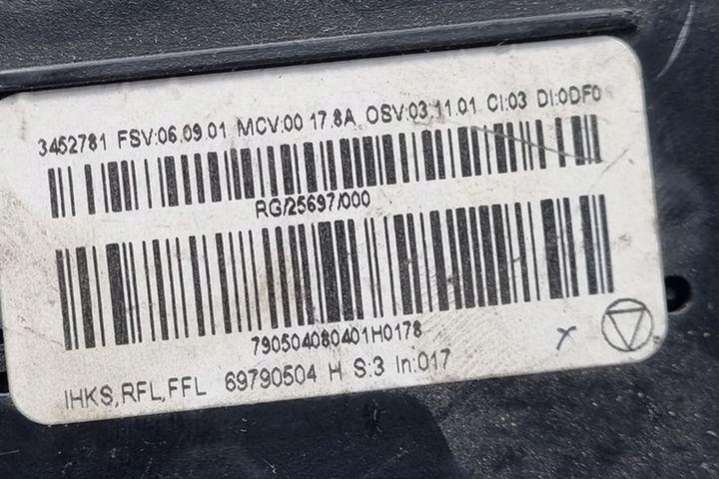 3452781 FSV:06.09.01 MCV:00 17.8A OSV:03.11.01 CI:03 DI:0DF0
RG/25697/000
790504080401H0178
IHKS,RFL,FFL 69790504 H S:3 In:017